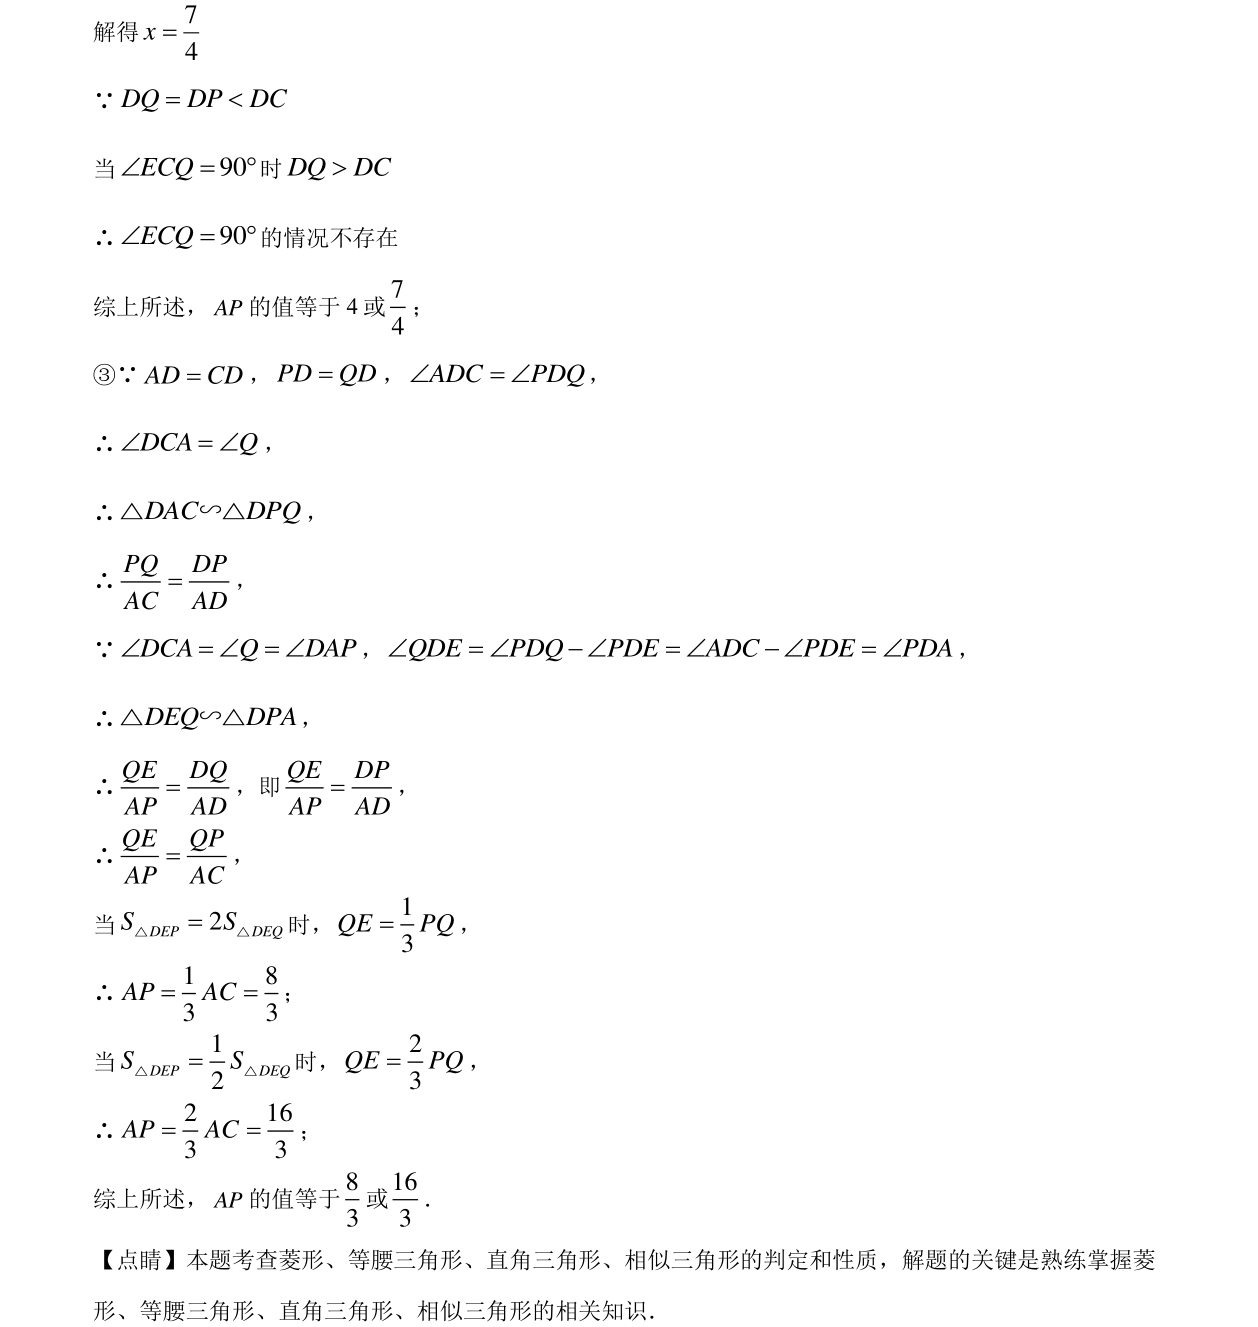 解得 x = 7/4
∵ DQ = DP < DC
当 ∠ECQ = 90° 时 DQ > DC
∴ ∠ECQ = 90° 的情况不存在
综上所述， AP 的值等于 4 或 7/4 ；
③∵ AD = CD ， PD = QD ， ∠ADC = ∠PDQ ，
∴ ∠DCA = ∠Q ，
∴ △DAC∽△DPQ ，
∴ PQ/AC = DP/AD ，
∵ ∠DCA = ∠Q = ∠DAP ， ∠QDE = ∠PDQ − ∠PDE = ∠ADC − ∠PDE = ∠PDA ，
∴ △DEQ∽△DPA ，
∴ QE/AP = DQ/AD ，即 QE/AP = DP/AD ，
∴ QE/AP = QP/AC ，
当 S△DEP = 2S△DEQ 时， QE = 1/3 PQ ，
∴ AP = 1/3 AC = 8/3 ；
当 S△DEP = 1/2 S△DEQ 时， QE = 2/3 PQ ，
∴ AP = 2/3 AC = 16/3 ；
综上所述， AP 的值等于 8/3 或 16/3 ．
【点睛】本题考查菱形、等腰三角形、直角三角形、相似三角形的判定和性质，解题的关键是熟练掌握菱
形、等腰三角形、直角三角形、相似三角形的相关知识．